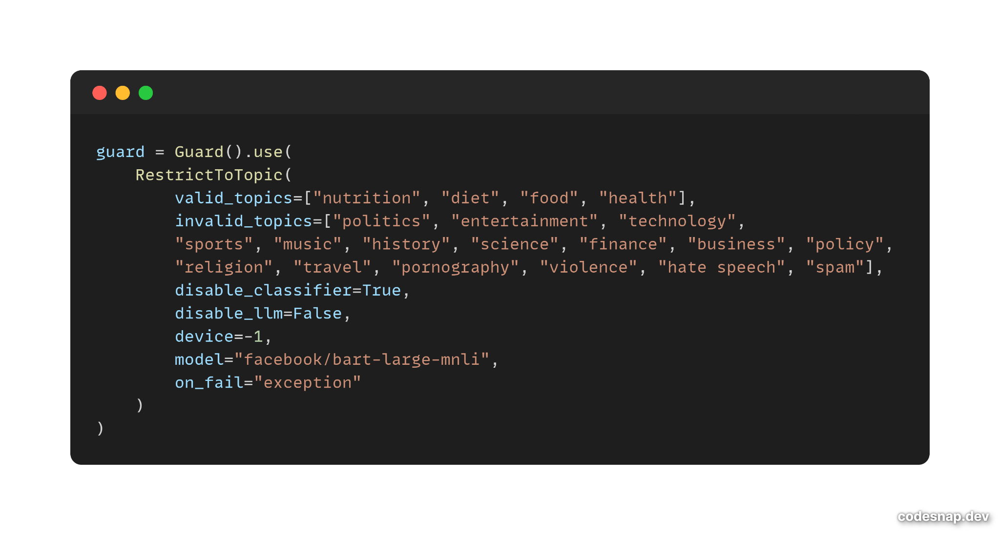 guard = Guard().use(
    RestrictToTopic(
        valid_topics=["nutrition", "diet", "food", "health"],
        invalid_topics=["politics", "entertainment", "technology",
        "sports", "music", "history", "science", "finance", "business", "policy",
        "religion", "travel", "pornography", "violence", "hate speech", "spam"],
        disable_classifier=True,
        disable_llm=False,
        device=-1,
        model="facebook/bart-large-mnli",
        on_fail="exception"
    )
)
codesnap.dev